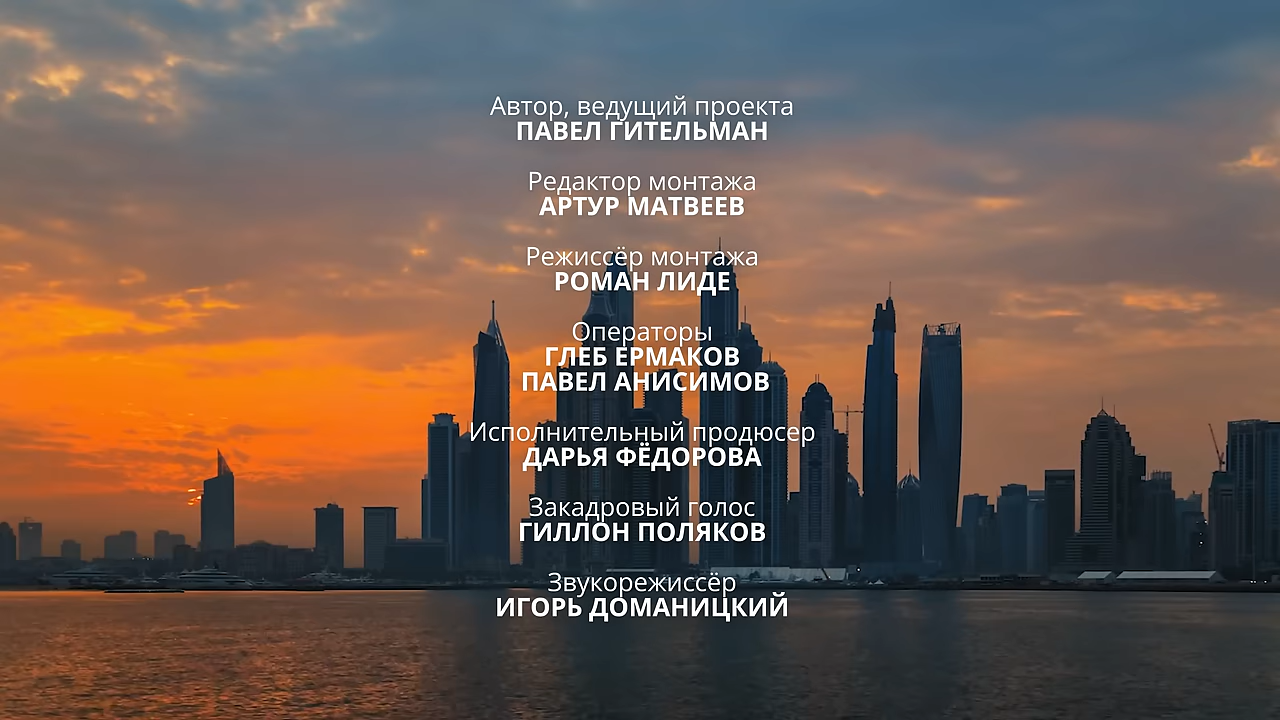 Автор, ведущий проекта
ПАВЕЛ ГИТЕЛЬМАН
Редактор монтажа
АРТУР МАТВЕЕВ
Режиссёр монтажа
РОМАН ЛИДЕ
Операторы
ГЛЕБ ЕРМАКОВ
ПАВЕЛ АНИСИМОВ
Исполнительный продюсер
ДАРЬЯ ФЁДОРОВА
Закадровый голос
ГИЛЛОН ПОЛЯКОВ
Звукорежиссёр
ИГОРЬ ДОМАНИЦКИЙ